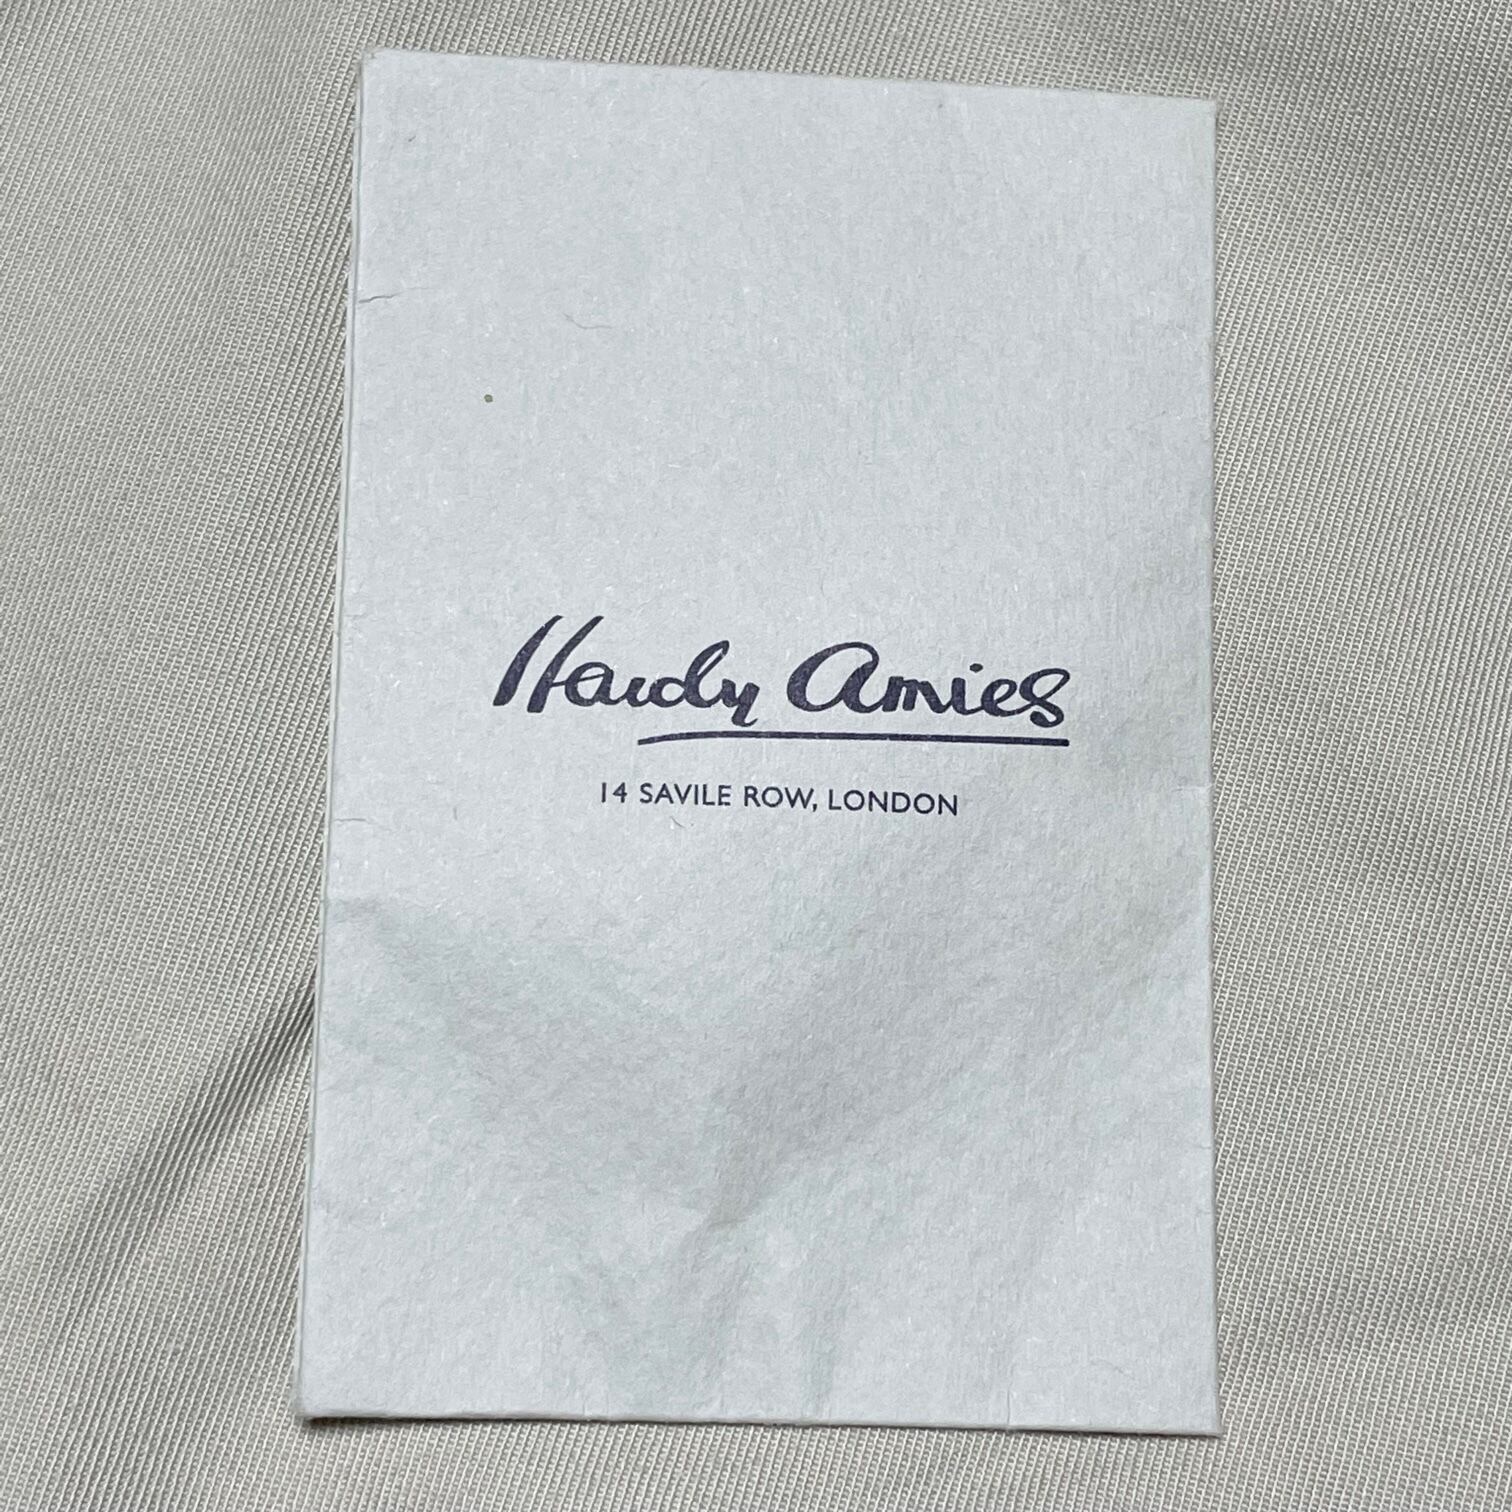 Hardy Amies
14 SAVILE ROW, LONDON